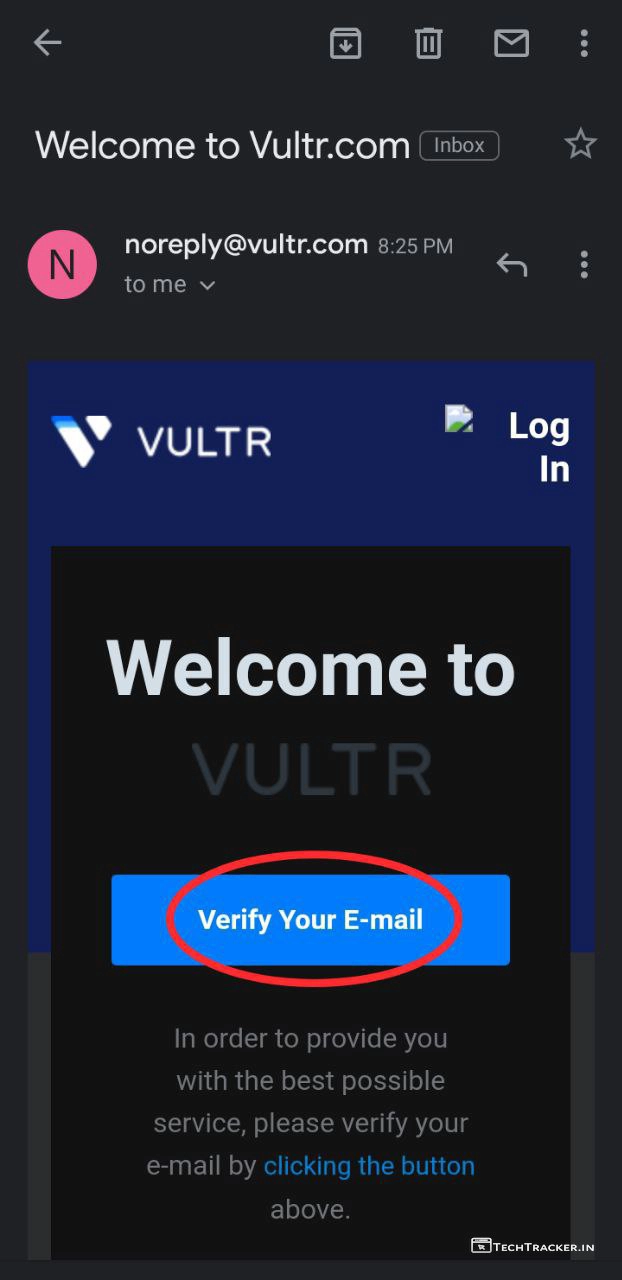 Welcome to Vultr.com Inbox
N
noreply@vultr.com 8:25 PM
to me
VULTR
Log
In
Welcome to
VULTR
Verify Your E-mail
In order to provide you
with the best possible
service, please verify your
e-mail by clicking the button
above.
TECHTRACKER.IN